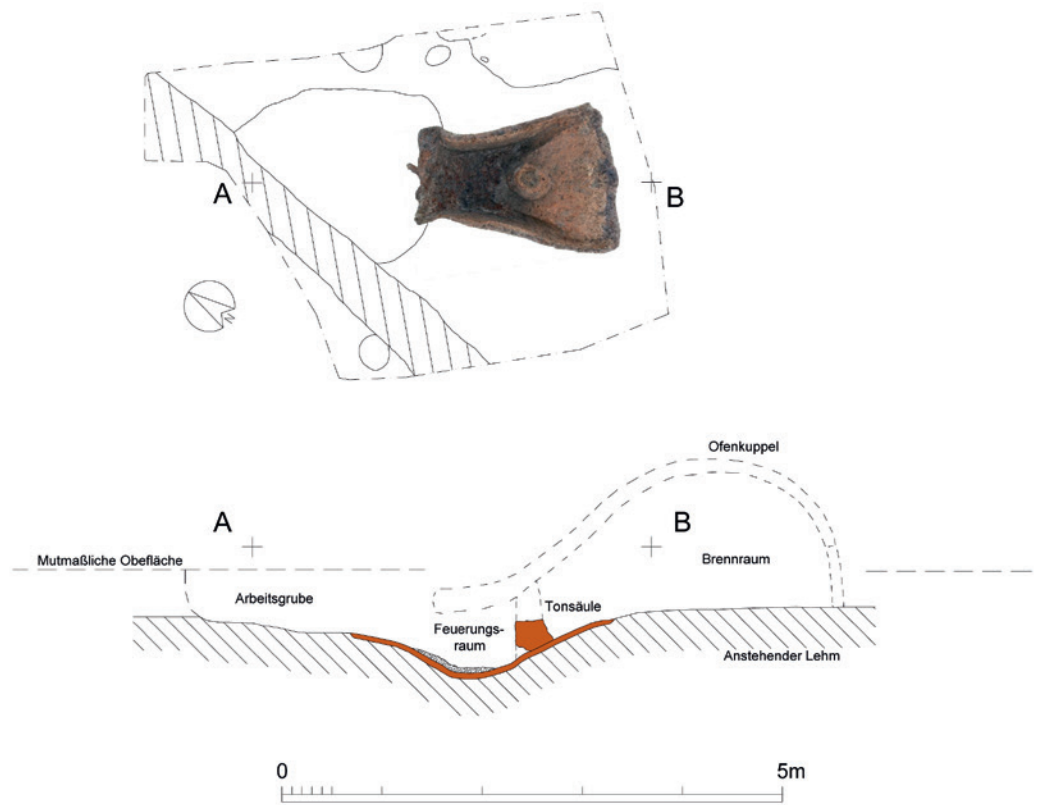 A
B
N
Ofenkuppel
A
B
Mutmaßliche Obefläche
Brennraum
Arbeitsgrube
Tonsäule
Feuerungs-
raum
Anstehender Lehm
0
5m